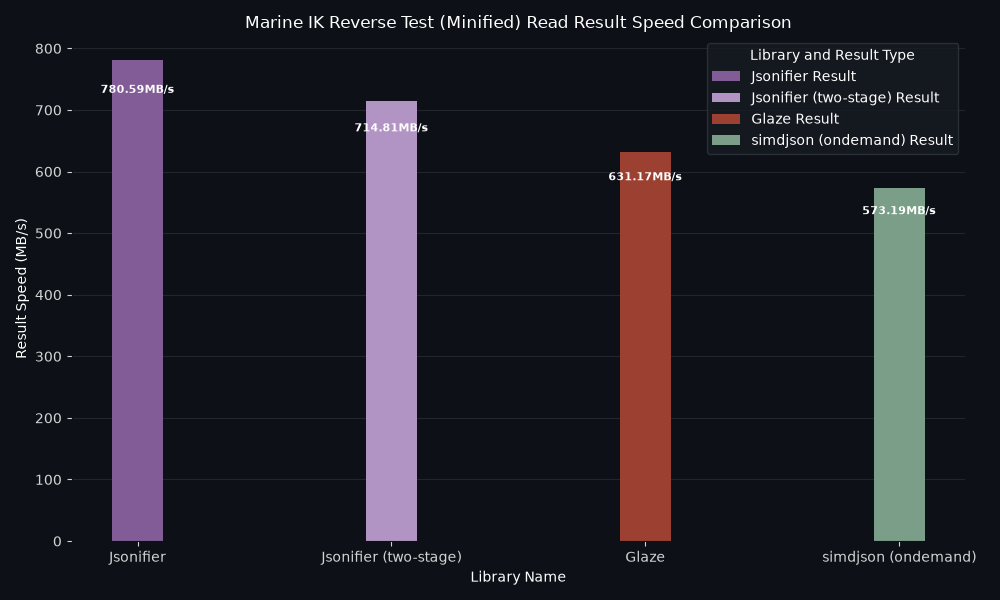 Marine IK Reverse Test (Minified) Read Result Speed Comparison
Library and Result Type
Jsonifier Result
Jsonifier (two-stage) Result
Glaze Result
simdjson (ondemand) Result
Result Speed (MB/s)
800
700
600
500
400
300
200
100
0
780.59MB/s
714.81MB/s
631.17MB/s
573.19MB/s
Jsonifier
Jsonifier (two-stage)
Glaze
simdjson (ondemand)
Library Name